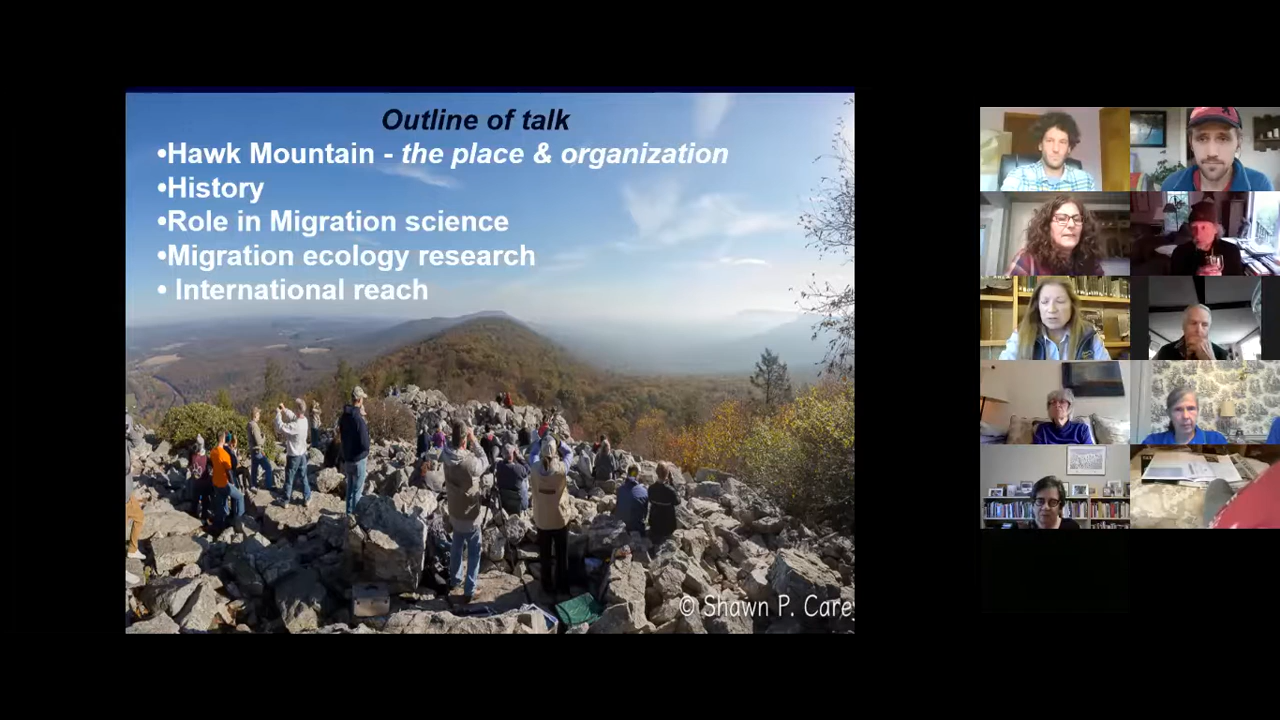 Outline of talk
•Hawk Mountain - the place & organization
•History
•Role in Migration science
•Migration ecology research
• International reach
© Shawn P. Care